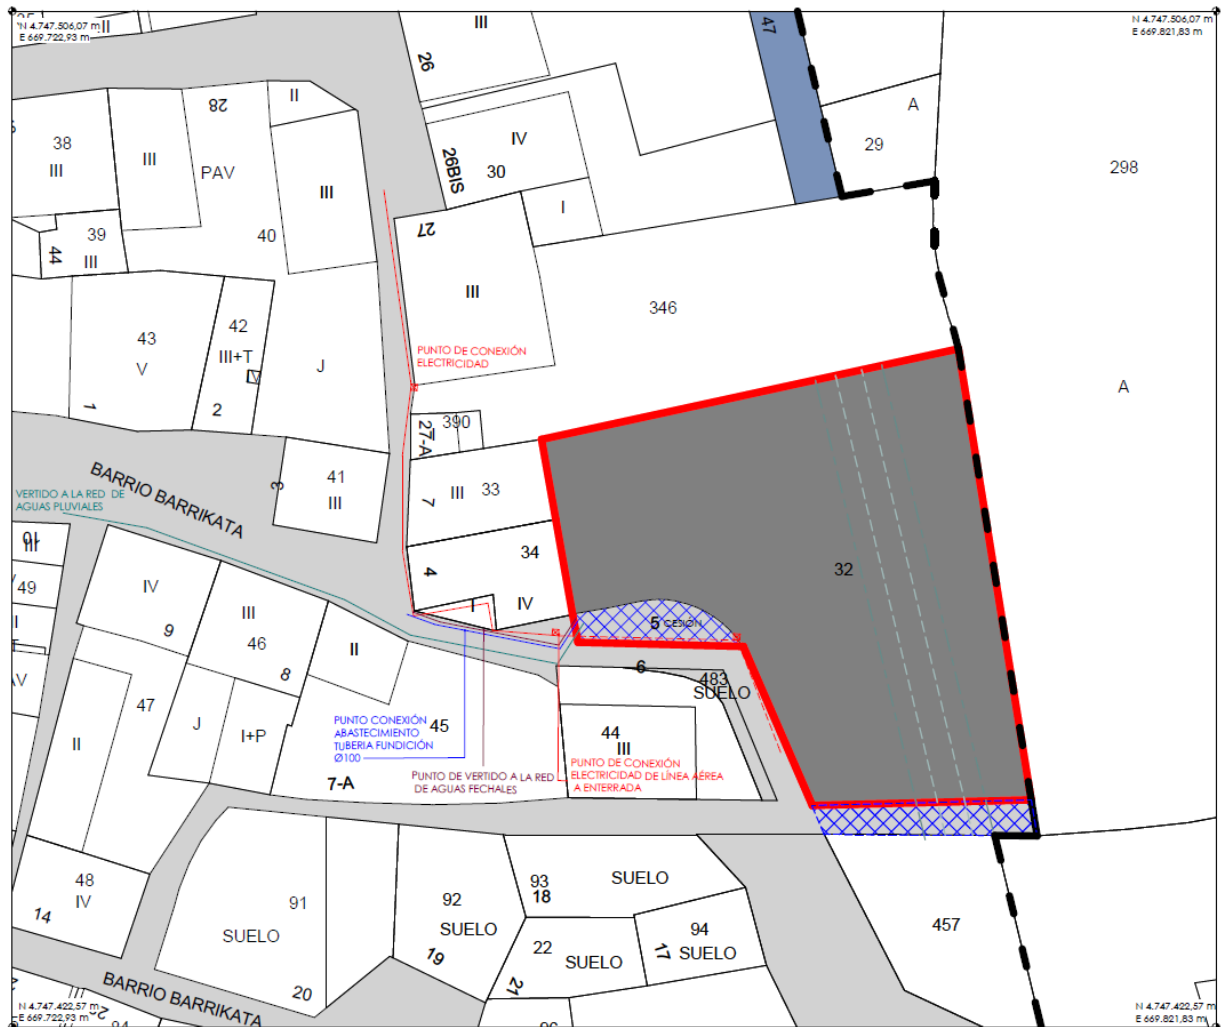 N 4.747.506,07 m
E 669.722,93 m
N 4.747.506,07 m
E 669.821,83 m
III
26
47
A
29
298
28
II
38
III
III
PAV
III
IV
30
26BIS
I
27
39
44
III
40
III
346
43
V
42
III+T
J
1
2
PUNTO DE CONEXIÓN
ELECTRICIDAD
A
390
27-A
BARRIO BARRIKATA
3
41
III
7
III
33
VERTIDO A LA RED DE
AGUAS PLUVIALES
34
4
I
IV
32
5 CESIÓN
10
III
49
IV
9
III
46
8
II
6
483
SUELO
47
II
J
I+P
45
7-A
PUNTO CONEXIÓN
ABASTECIMIENTO
TUBERIA FUNDICIÓN
Ø100
44
III
PUNTO DE VERTIDO A LA RED
DE AGUAS FECHALES
PUNTO DE CONEXIÓN
ELECTRICIDAD DE LÍNEA AÉREA
A ENTERRADA
48
IV
14
91
SUELO
20
92
SUELO
19
93
18
SUELO
22
SUELO
21
94
SUELO
17
457
BARRIO BARRIKATA
N 4.747.422,57 m
E 669.722,93 m
N 4.747.422,57 m
E 669.821,83 m